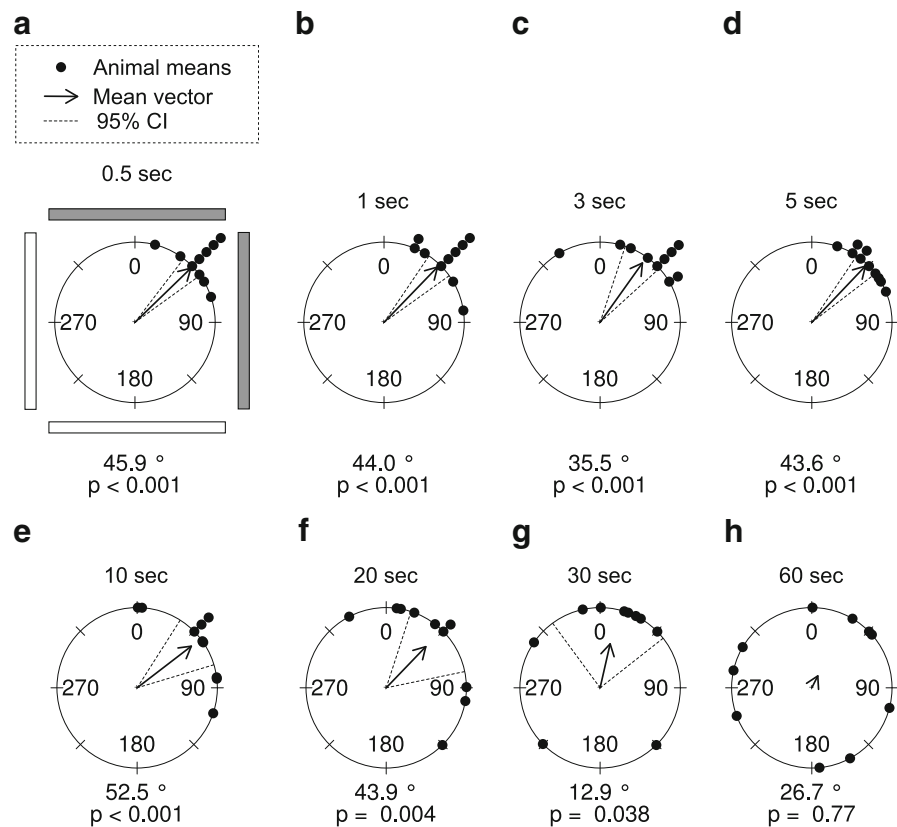 a
b
c
d
Animal means
Mean vector
95% CI
0.5 sec
1 sec
3 sec
5 sec
0
270
90
180
0
270
90
180
0
270
90
180
0
270
90
180
45.9 °
p < 0.001
44.0 °
p < 0.001
35.5 °
p < 0.001
43.6 °
p < 0.001
e
f
g
h
10 sec
20 sec
30 sec
60 sec
0
270
90
180
0
270
90
180
0
270
90
180
0
270
90
180
52.5 °
p < 0.001
43.9 °
p = 0.004
12.9 °
p = 0.038
26.7 °
p = 0.77